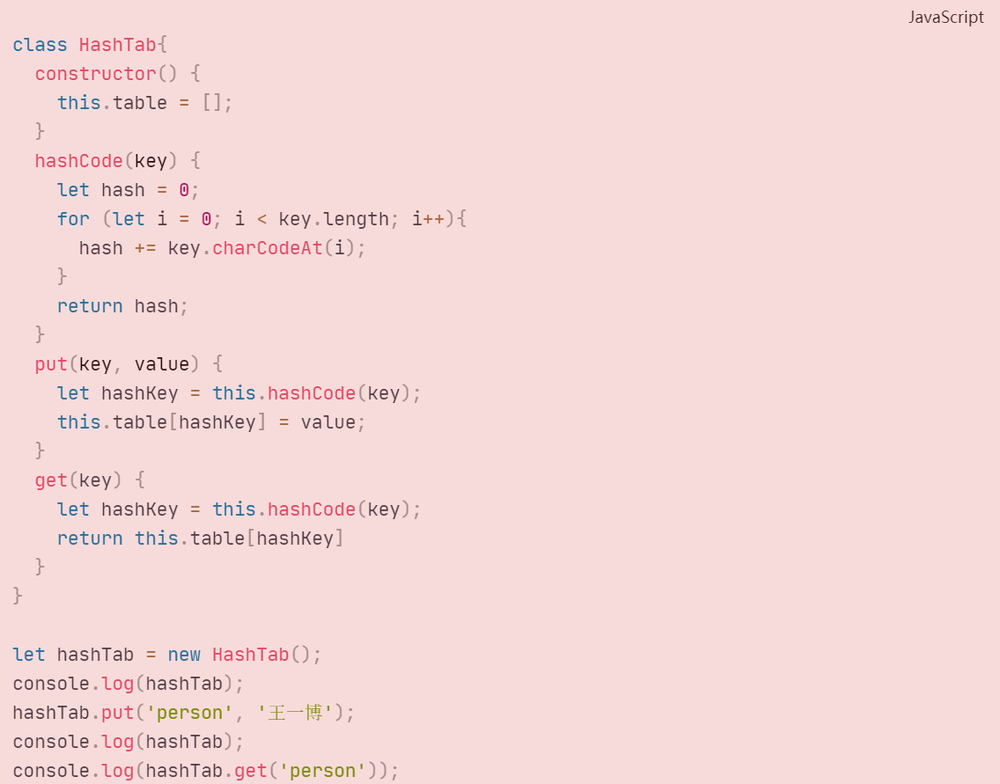 JavaScript
class HashTab{
  constructor() {
    this.table = [];
  }
  hashCode(key) {
    let hash = 0;
    for (let i = 0; i < key.length; i++){
      hash += key.charCodeAt(i);
    }
    return hash;
  }
  put(key, value) {
    let hashKey = this.hashCode(key);
    this.table[hashKey] = value;
  }
  get(key) {
    let hashKey = this.hashCode(key);
    return this.table[hashKey]
  }
}

let hashTab = new HashTab();
console.log(hashTab);
hashTab.put('person', '王一博');
console.log(hashTab);
console.log(hashTab.get('person'));